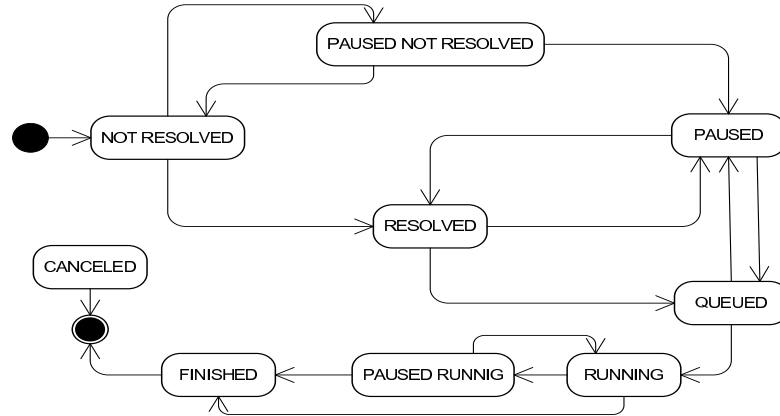 PAUSED NOT RESOLVED
NOT RESOLVED
PAUSED
RESOLVED
CANCELED
QUEUED
FINISHED
PAUSED RUNNIG
RUNNING